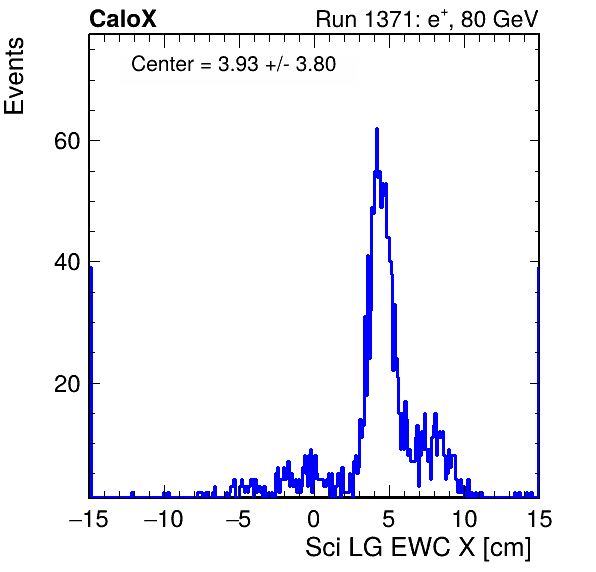 CaloX Run 1371: e⁺, 80 GeV
Center = 3.93 +/- 3.80
Events
60
40
20
−15 −10 −5 0 5 10 15
Sci LG EWC X [cm]